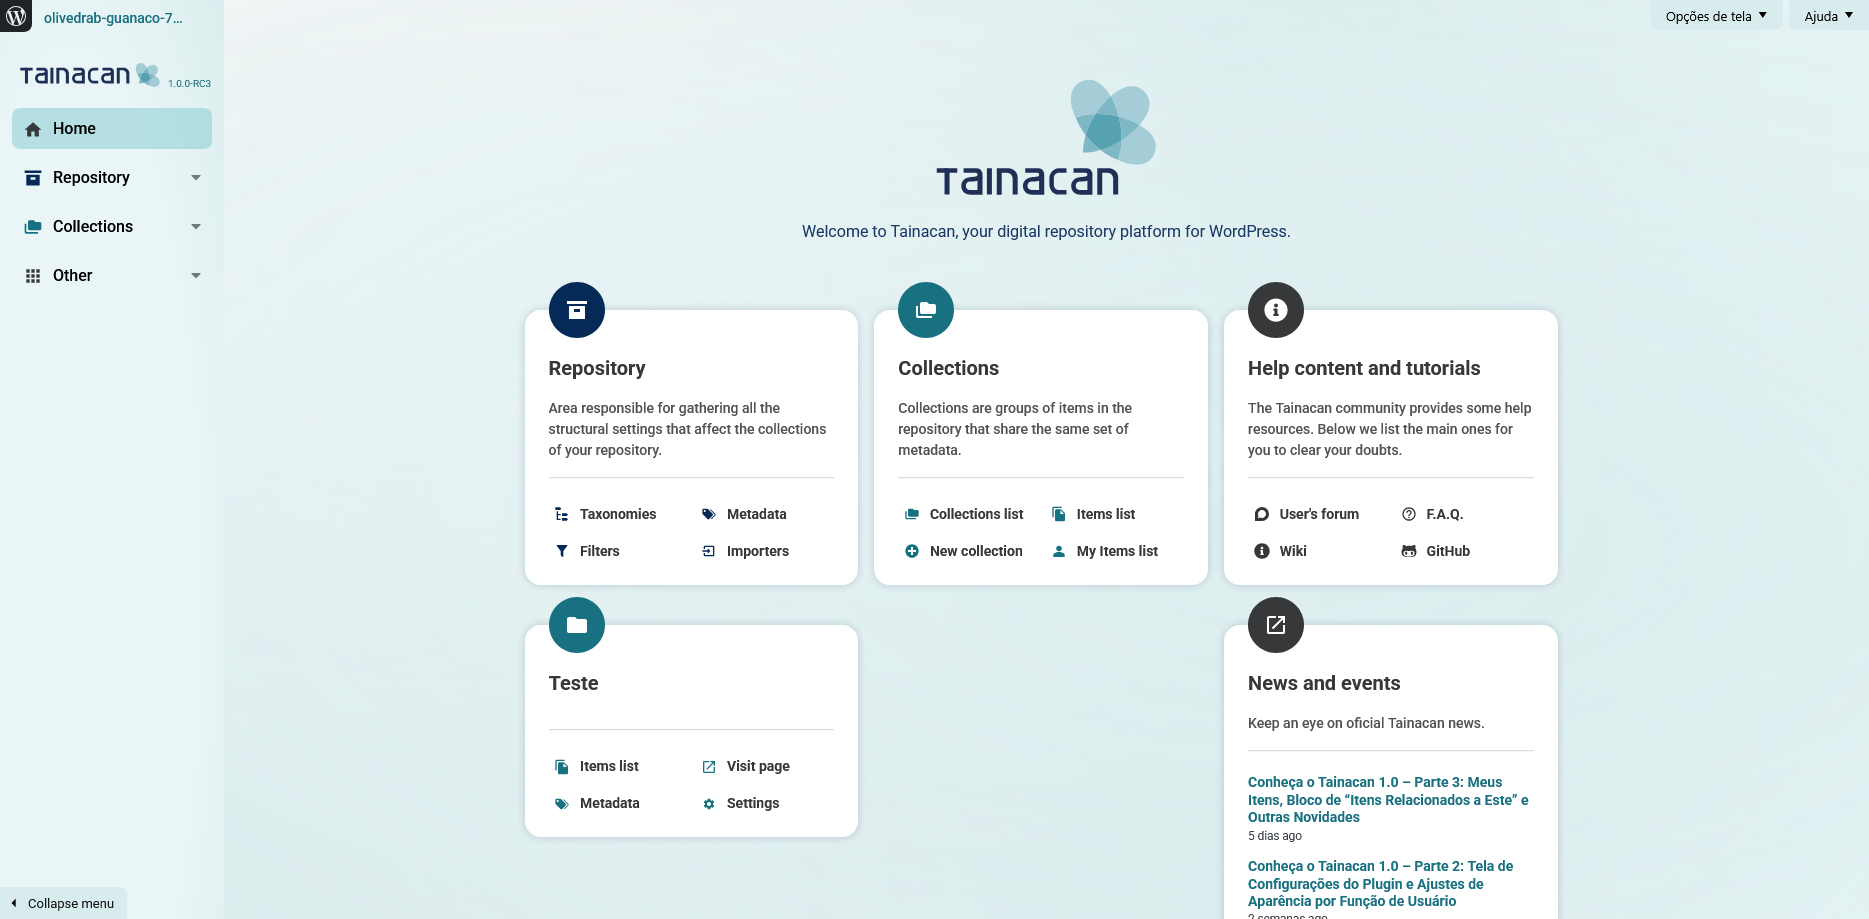 olivedrab-guanaco-7...
Opções de tela
Ajuda
TAINACAN
1.0.0-RC3
Home
Repository
Collections
Other
TAINACAN
Welcome to Tainacan, your digital repository platform for WordPress.
Repository
Area responsible for gathering all the
structural settings that affect the collections
of your repository.
Taxonomies
Metadata
Filters
Importers
Collections
Collections are groups of items in the
repository that share the same set of
metadata.
Collections list
Items list
New collection
My Items list
Help content and tutorials
The Tainacan community provides some help
resources. Below we list the main ones for
you to clear your doubts.
User's forum
F.A.Q.
Wiki
GitHub
Teste
Items list
Visit page
Metadata
Settings
News and events
Keep an eye on oficial Tainacan news.
Conheça o Tainacan 1.0 – Parte 3: Meus
Itens, Bloco de “Itens Relacionados a Este” e
Outras Novidades
5 dias ago
Conheça o Tainacan 1.0 – Parte 2: Tela de
Configurações do Plugin e Ajustes de
Aparência por Função de Usuário
2 semanas ago
Collapse menu